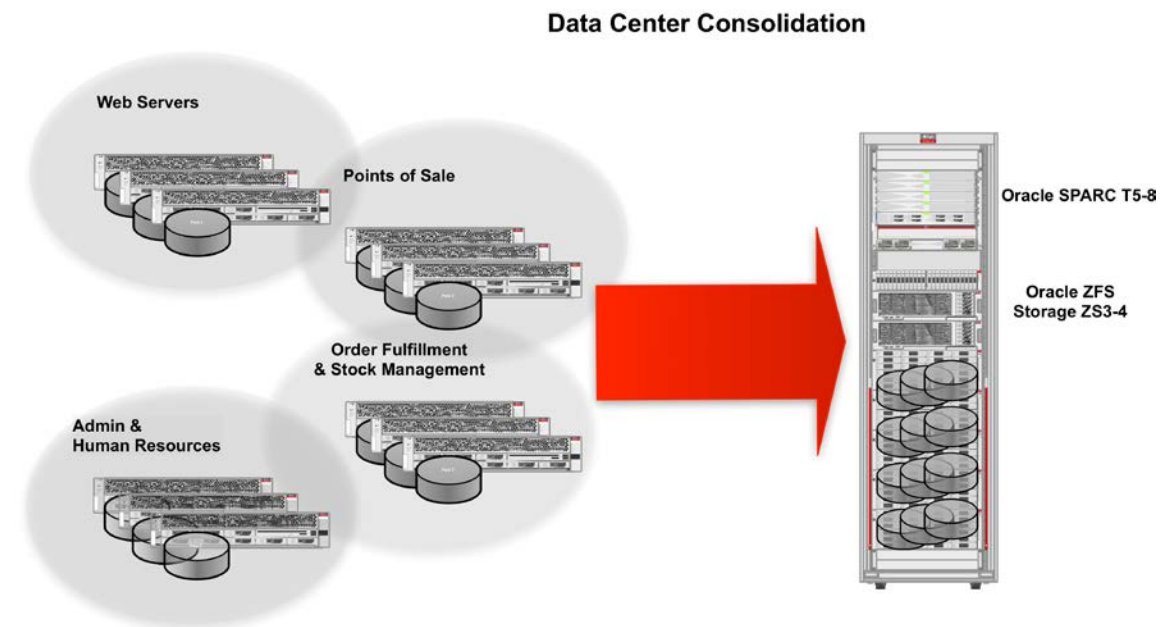 Data Center Consolidation
Web Servers
Points of Sale
Oracle SPARC T5-8
Oracle ZFS
Storage ZS3-4
Order Fulfillment
& Stock Management
Admin &
Human Resources